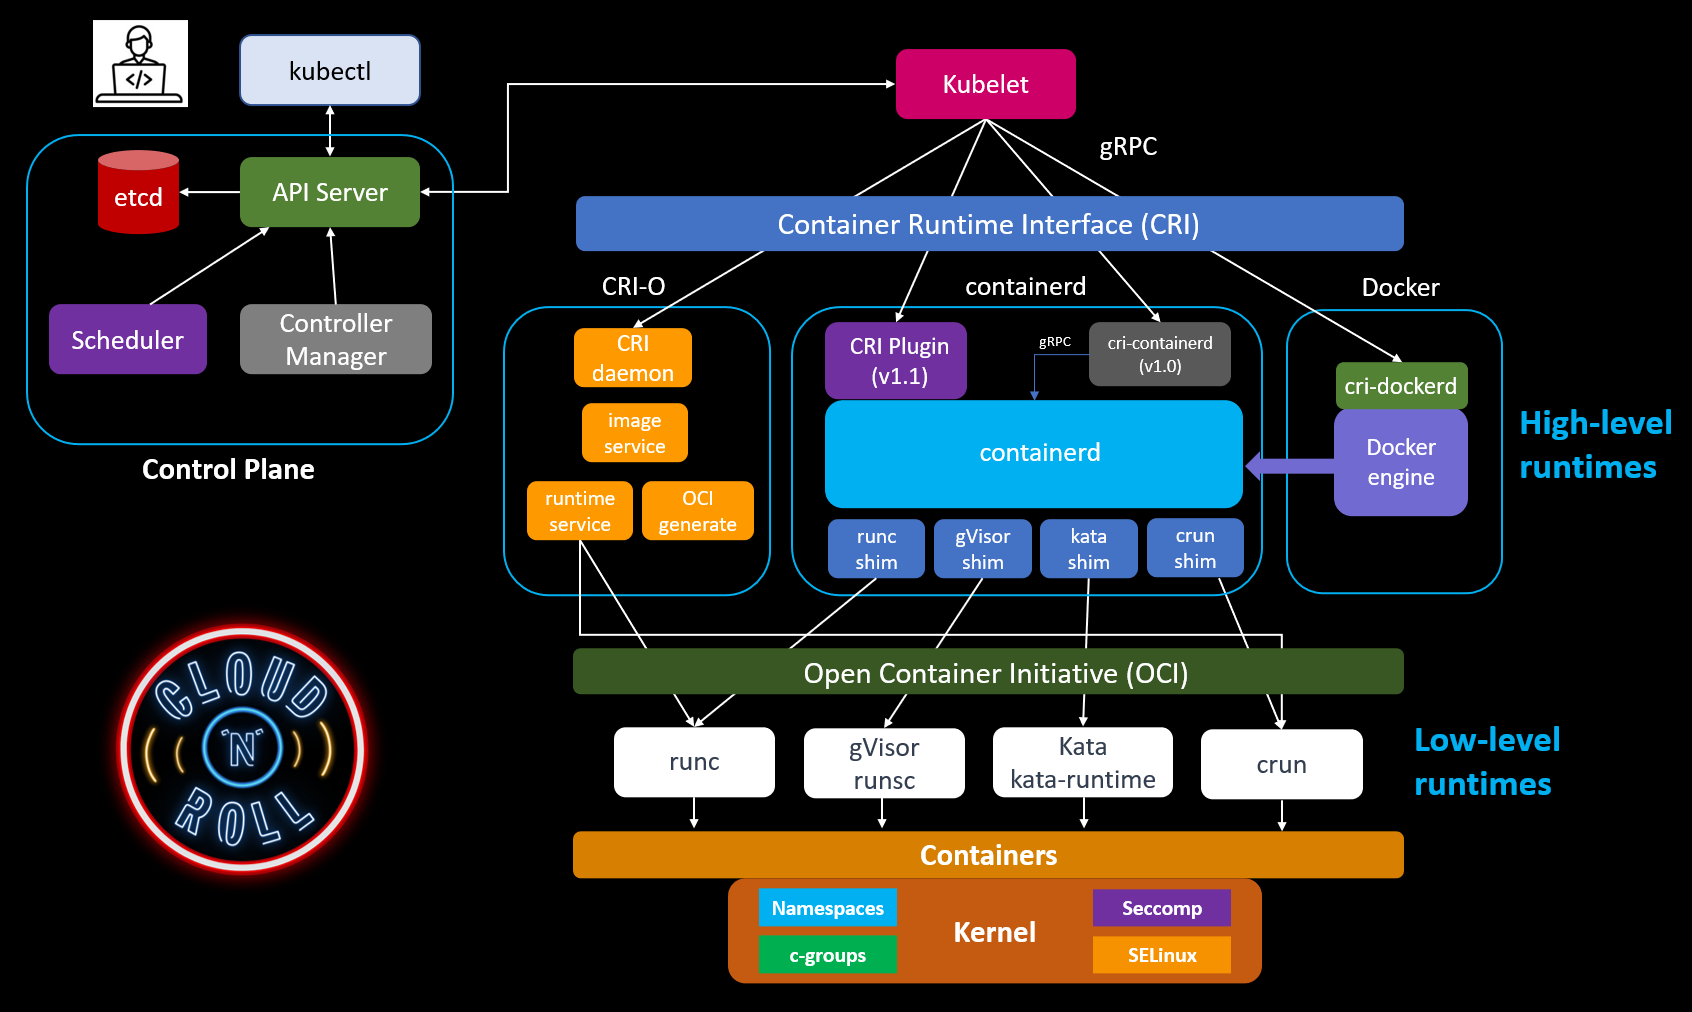 kubectl
Kubelet
gRPC
etcd
API Server
Container Runtime Interface (CRI)
Scheduler
Controller
Manager
Control Plane
CRI-O
containerd
Docker
CRI
daemon
image
service
runtime
service
OCI
generate
CRI Plugin
(v1.1)
gRPC
cri-containerd
(v1.0)
containerd
runc
shim
gVisor
shim
kata
shim
crun
shim
cri-dockerd
Docker
engine
High-level
runtimes
Open Container Initiative (OCI)
runc
gVisor
runsc
Kata
kata-runtime
crun
Low-level
runtimes
Containers
Namespaces
c-groups
Kernel
Seccomp
SELinux
</>
CLOUD
'N'
ROLL